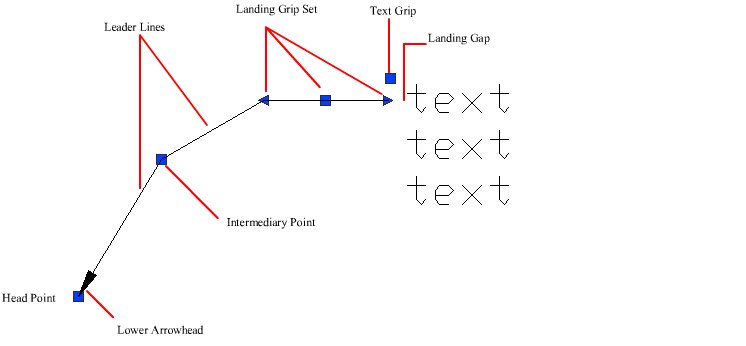 Landing Grip Set
Text Grip
Leader Lines
Landing Gap
text
text
text
Intermediary Point
Head Point
Lower Arrowhead